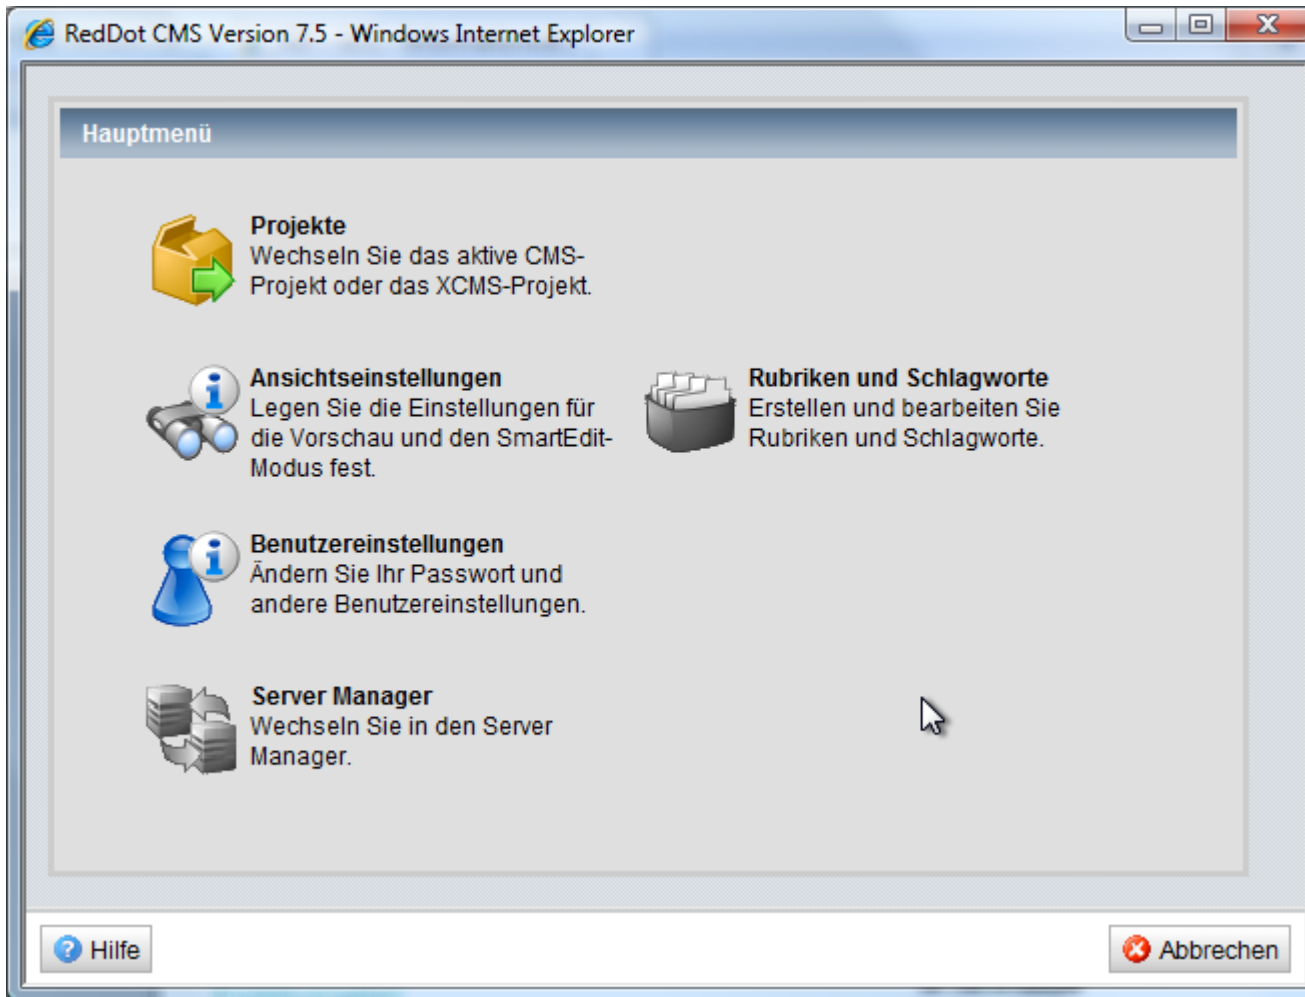 RedDot CMS Version 7.5 - Windows Internet Explorer
Hauptmenü
Projekte
Wechseln Sie das aktive CMS-
Projekt oder das XCMS-Projekt.
Ansichtseinstellungen
Legen Sie die Einstellungen für
die Vorschau und den SmartEdit-
Modus fest.
Rubriken und Schlagworte
Erstellen und bearbeiten Sie
Rubriken und Schlagworte.
Benutzereinstellungen
Ändern Sie Ihr Passwort und
andere Benutzereinstellungen.
Server Manager
Wechseln Sie in den Server
Manager.
Hilfe
Abbrechen